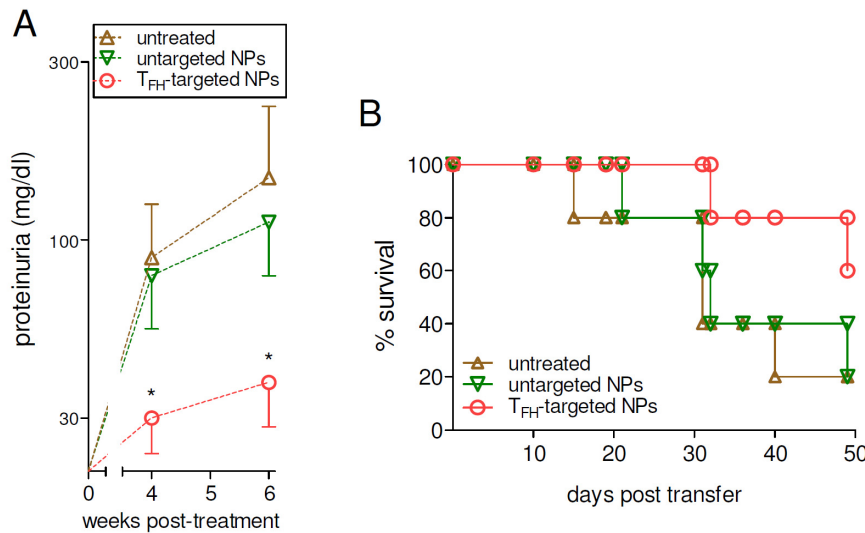 A
untreated
untargeted NPs
TFH-targeted NPs
300
100
30
proteinuria (mg/dl)
*
*
0
4
5
6
weeks post-treatment
B
100
80
60
40
20
0
% survival
untreated
untargeted NPs
TFH-targeted NPs
10
20
30
40
50
days post transfer